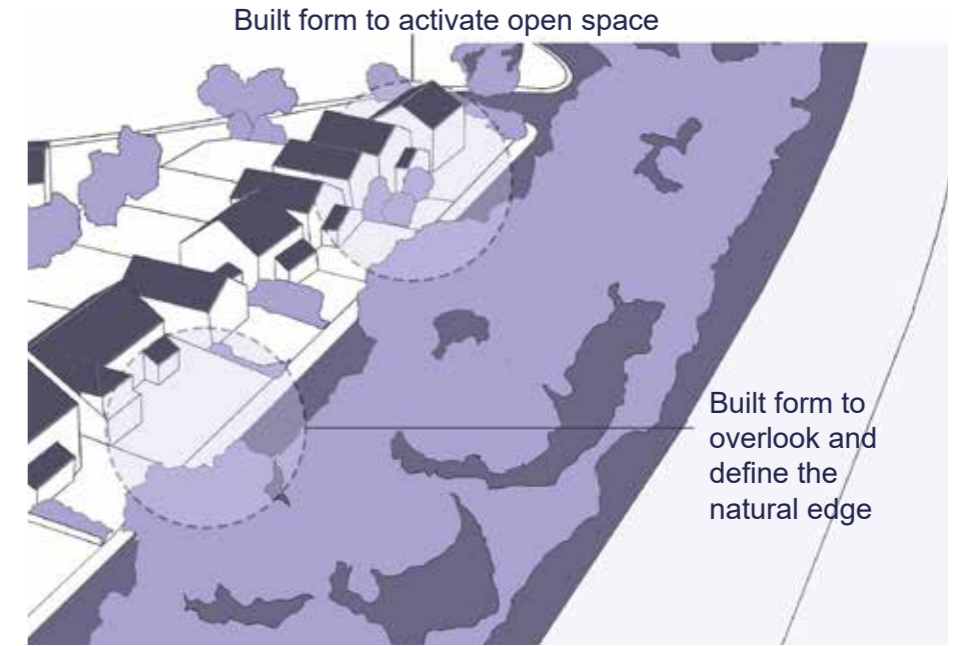 Built form to activate open space
Built form to
overlook and
define the
natural edge